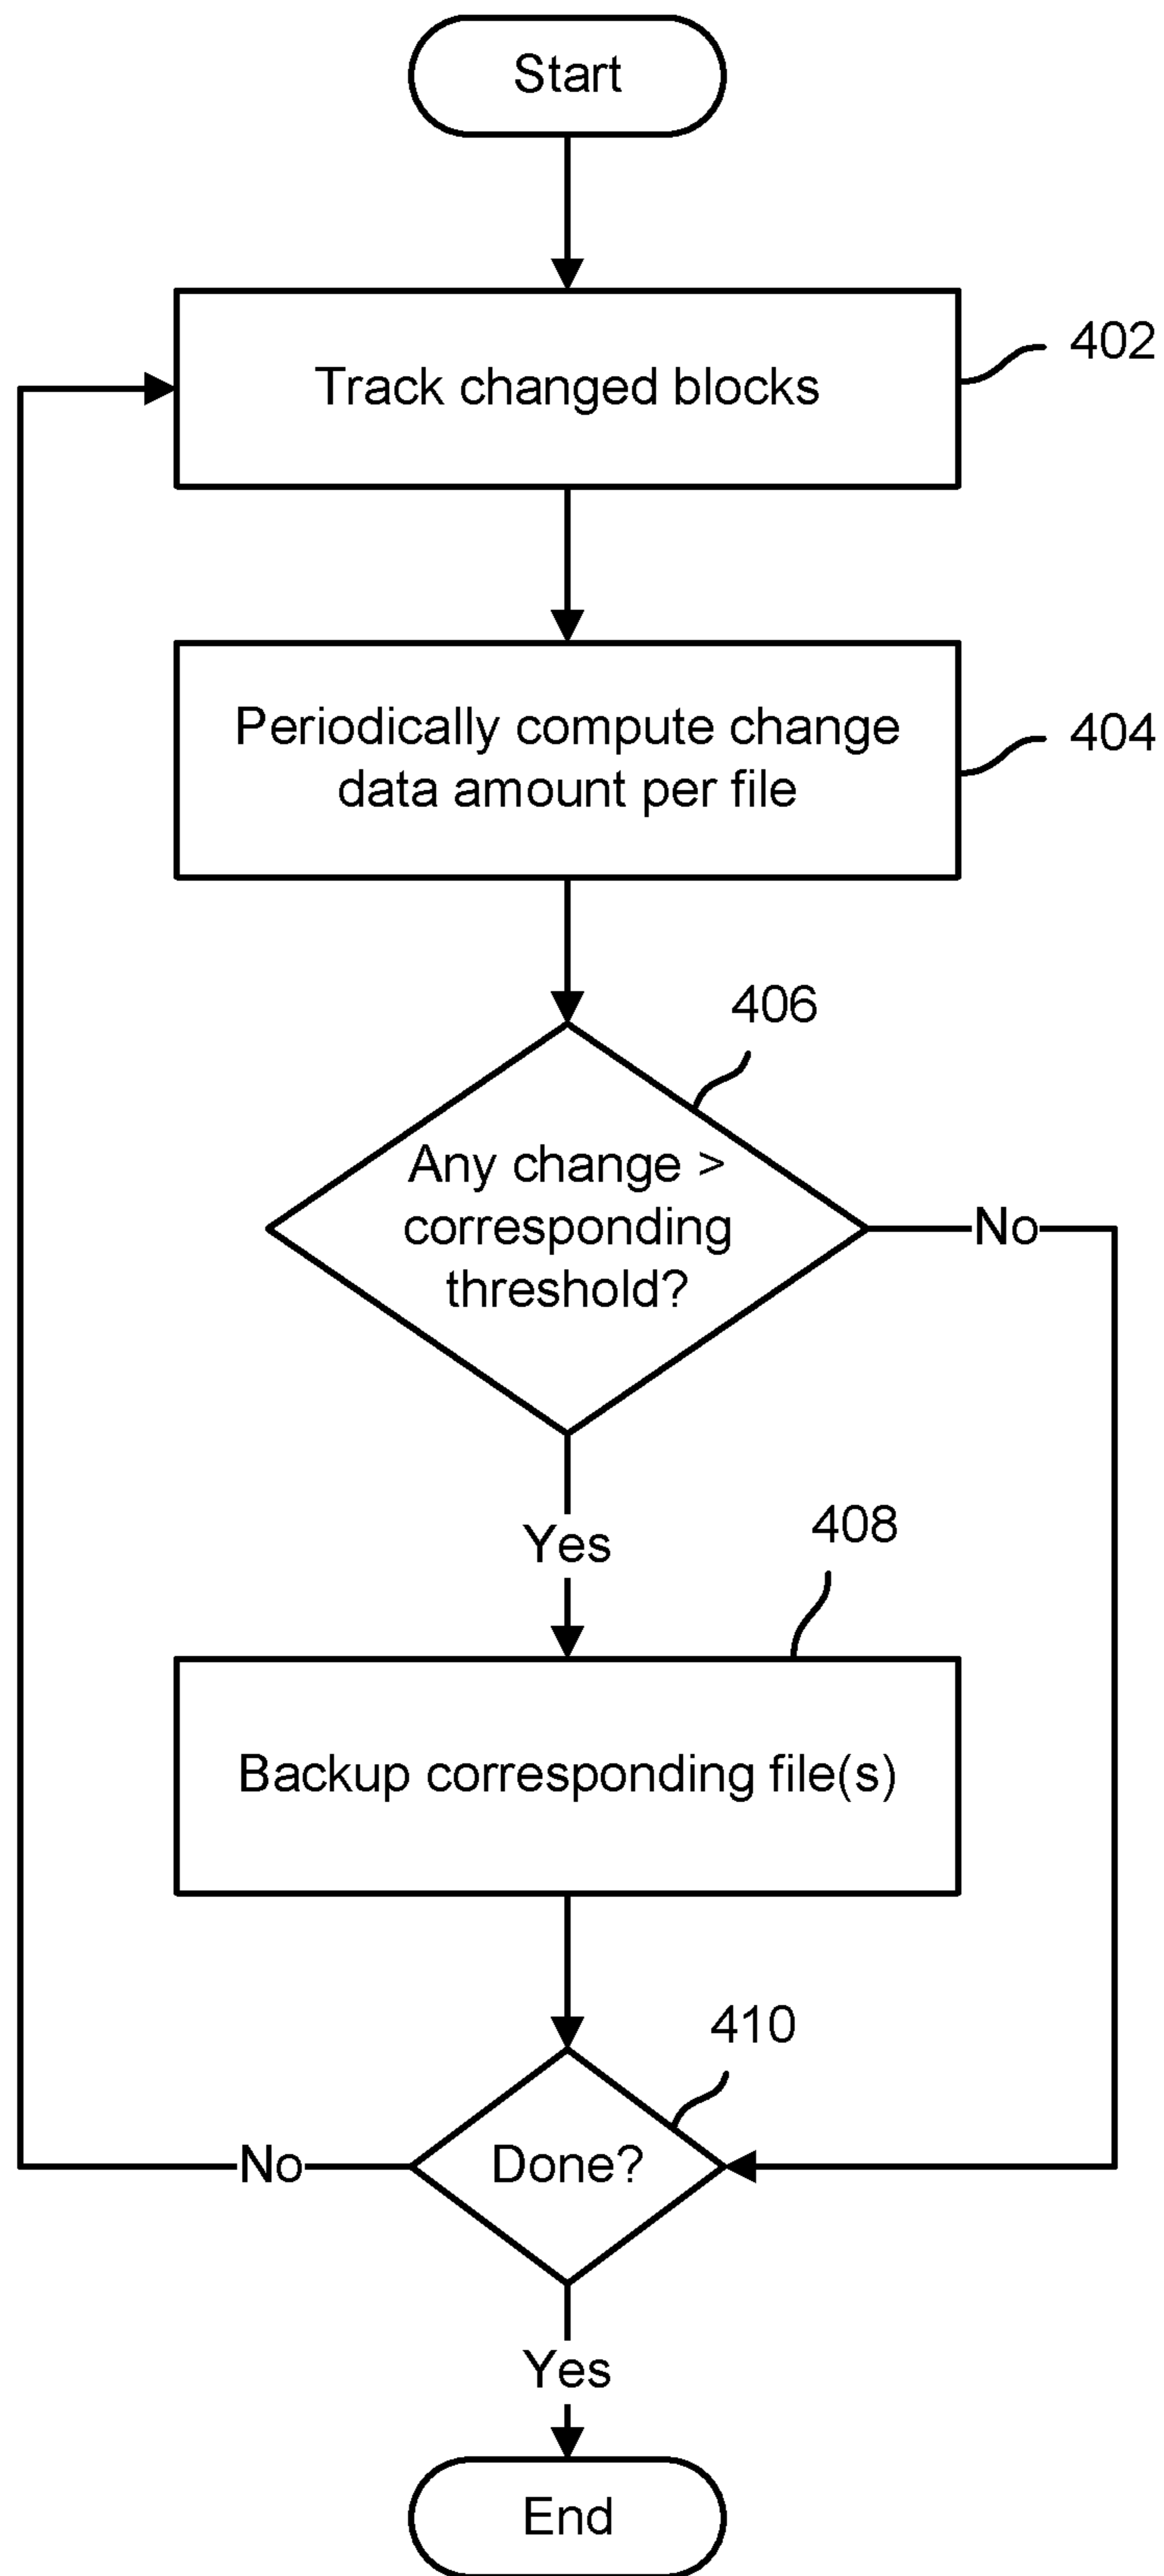 Start
Track changed blocks
402
Periodically compute change
data amount per file
404
406
Any change >
corresponding
threshold?
No
Yes
408
Backup corresponding file(s)
410
Done?
No
Yes
End